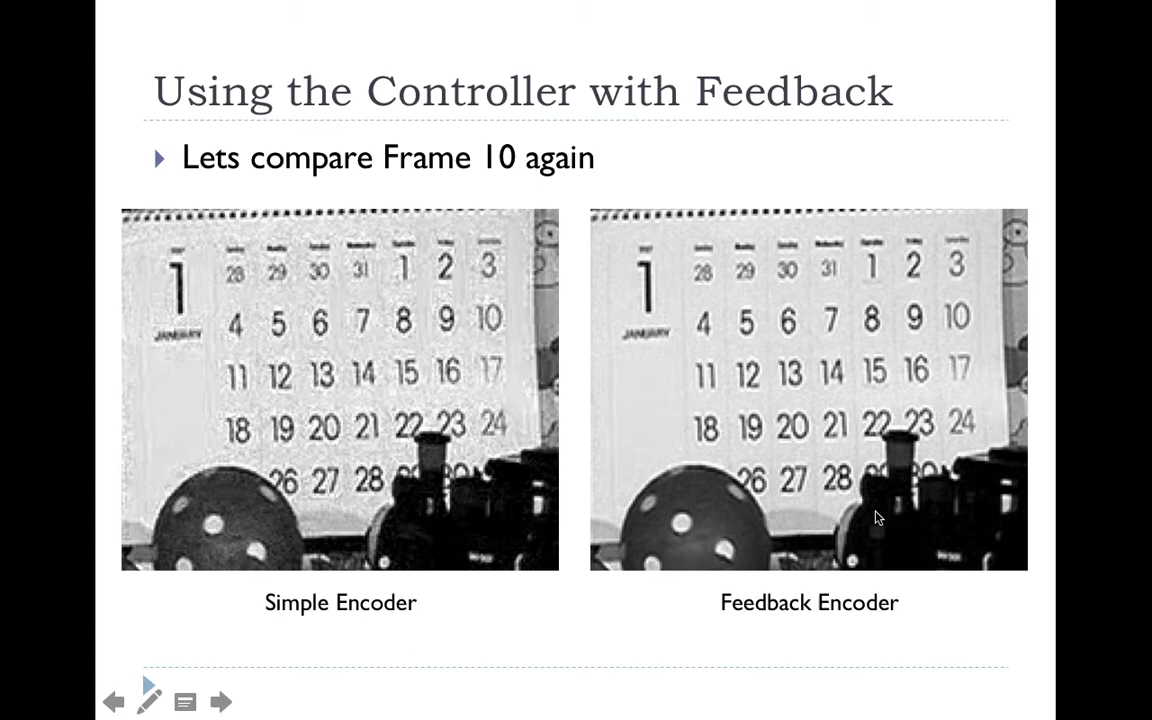 Using the Controller with Feedback
Lets compare Frame 10 again
28 29 30 31 1 2 3
1
JANUARY
4 5 6 7 8 9 10
11 12 13 14 15 16 17
18 19 20 21 22 23 24
26 27 28
28 29 30 31 1 2 3
1
JANUARY
4 5 6 7 8 9 10
11 12 13 14 15 16 17
18 19 20 21 22 23 24
26 27 28
Simple Encoder
Feedback Encoder